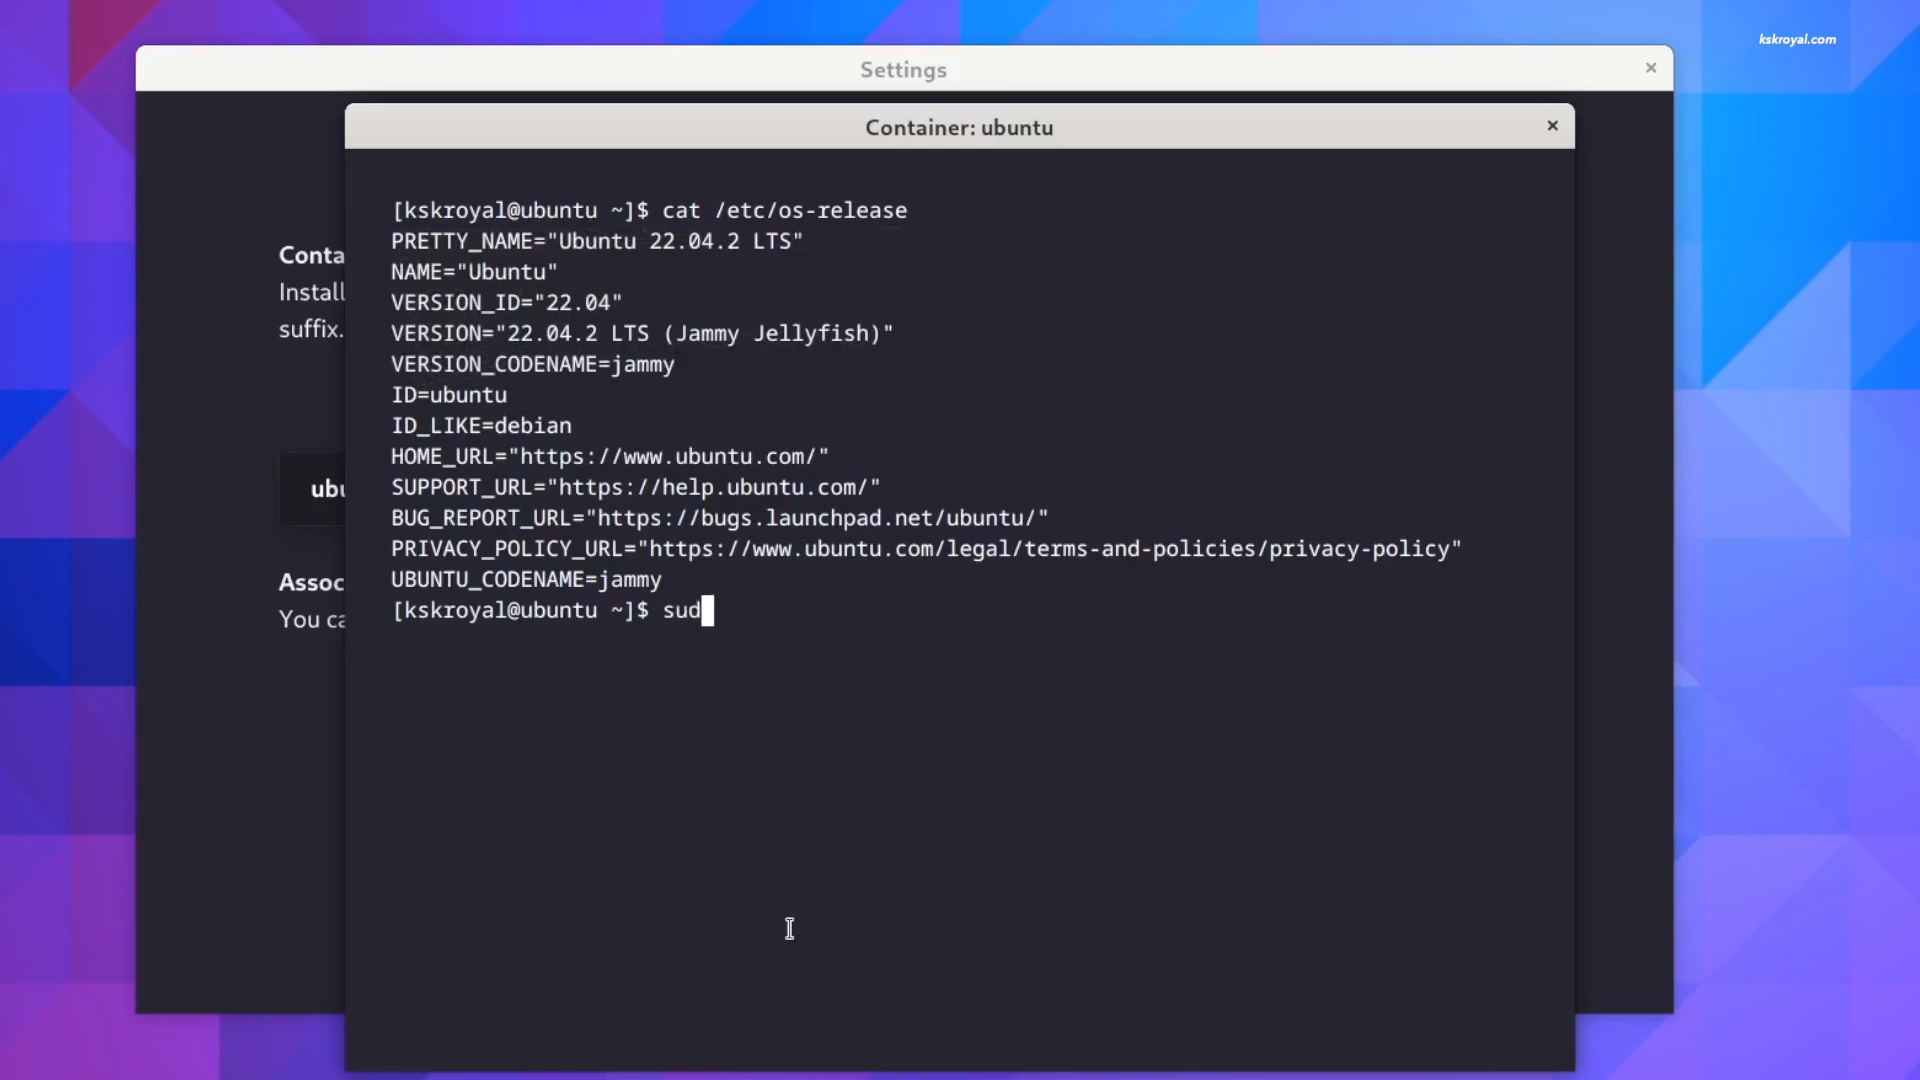 kskroyal.com
Settings
×
Container: ubuntu
×
Conta
Install
suffix.
ubu
Assoc
You ca
[kskroyal@ubuntu ~]$ cat /etc/os-release
PRETTY_NAME="Ubuntu 22.04.2 LTS"
NAME="Ubuntu"
VERSION_ID="22.04"
VERSION="22.04.2 LTS (Jammy Jellyfish)"
VERSION_CODENAME=jammy
ID=ubuntu
ID_LIKE=debian
HOME_URL="https://www.ubuntu.com/"
SUPPORT_URL="https://help.ubuntu.com/"
BUG_REPORT_URL="https://bugs.launchpad.net/ubuntu/"
PRIVACY_POLICY_URL="https://www.ubuntu.com/legal/terms-and-policies/privacy-policy"
UBUNTU_CODENAME=jammy
[kskroyal@ubuntu ~]$ sud